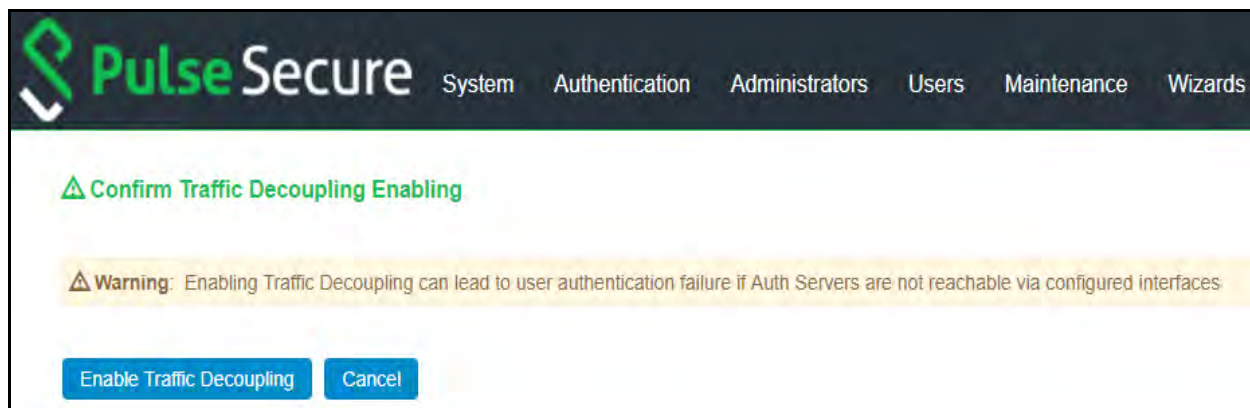 Pulse Secure System Authentication Administrators Users Maintenance Wizards
Confirm Traffic Decoupling Enabling
Warning: Enabling Traffic Decoupling can lead to user authentication failure if Auth Servers are not reachable via configured interfaces
Enable Traffic Decoupling Cancel